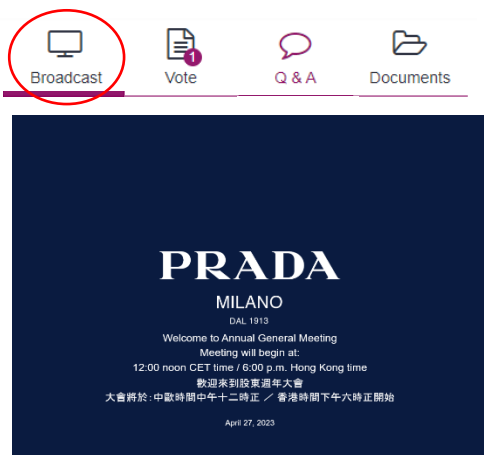 1
Broadcast Vote Q & A Documents
PRADA
MILANO
DAL 1913
Welcome to Annual General Meeting
Meeting will begin at:
12:00 noon CET time / 6:00 p.m. Hong Kong time
歡迎來到股東週年大會
大會將於:中歐時間中午十二時正 ／ 香港時間下午六時正開始
April 27, 2023